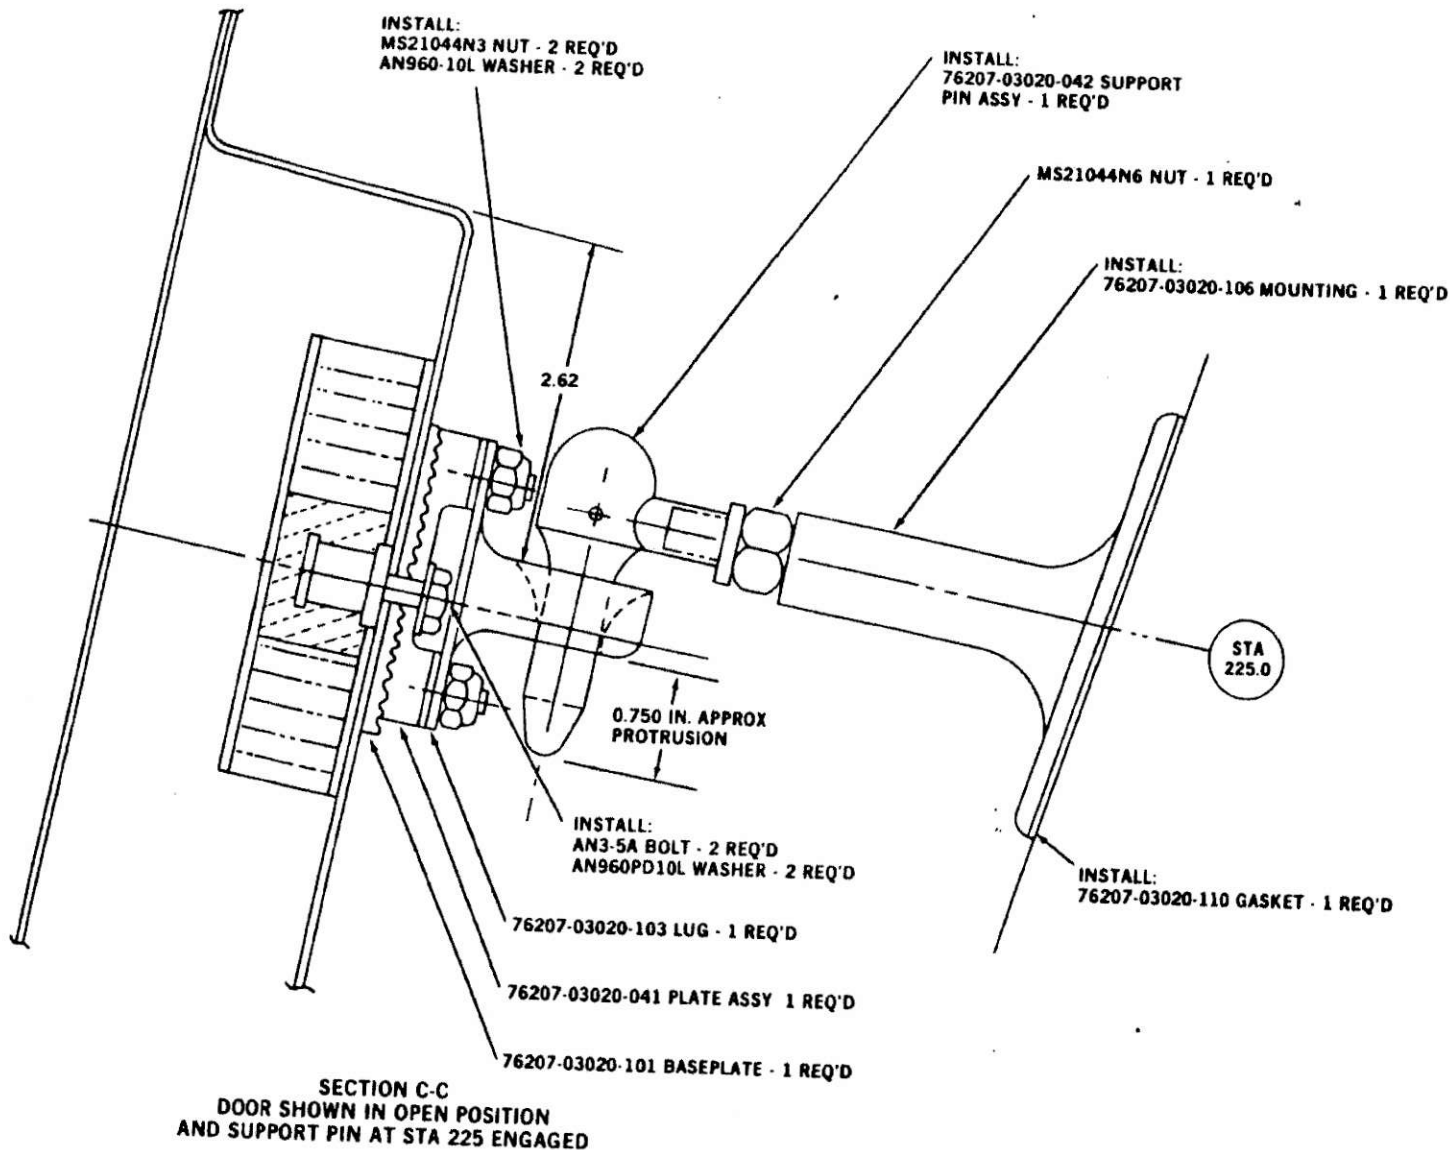 INSTALL:
MS21044N3 NUT - 2 REQ'D
AN960-10L WASHER - 2 REQ'D
INSTALL:
76207-03020-042 SUPPORT
PIN ASSY - 1 REQ'D
MS21044N6 NUT - 1 REQ'D
INSTALL:
76207-03020-106 MOUNTING - 1 REQ'D
2.62
STA
225.0
0.750 IN. APPROX
PROTRUSION
INSTALL:
AN3-5A BOLT - 2 REQ'D
AN960PD10L WASHER - 2 REQ'D
INSTALL:
76207-03020-110 GASKET - 1 REQ'D
76207-03020-103 LUG - 1 REQ'D
76207-03020-041 PLATE ASSY 1 REQ'D
76207-03020-101 BASEPLATE - 1 REQ'D
SECTION C-C
DOOR SHOWN IN OPEN POSITION
AND SUPPORT PIN AT STA 225 ENGAGED